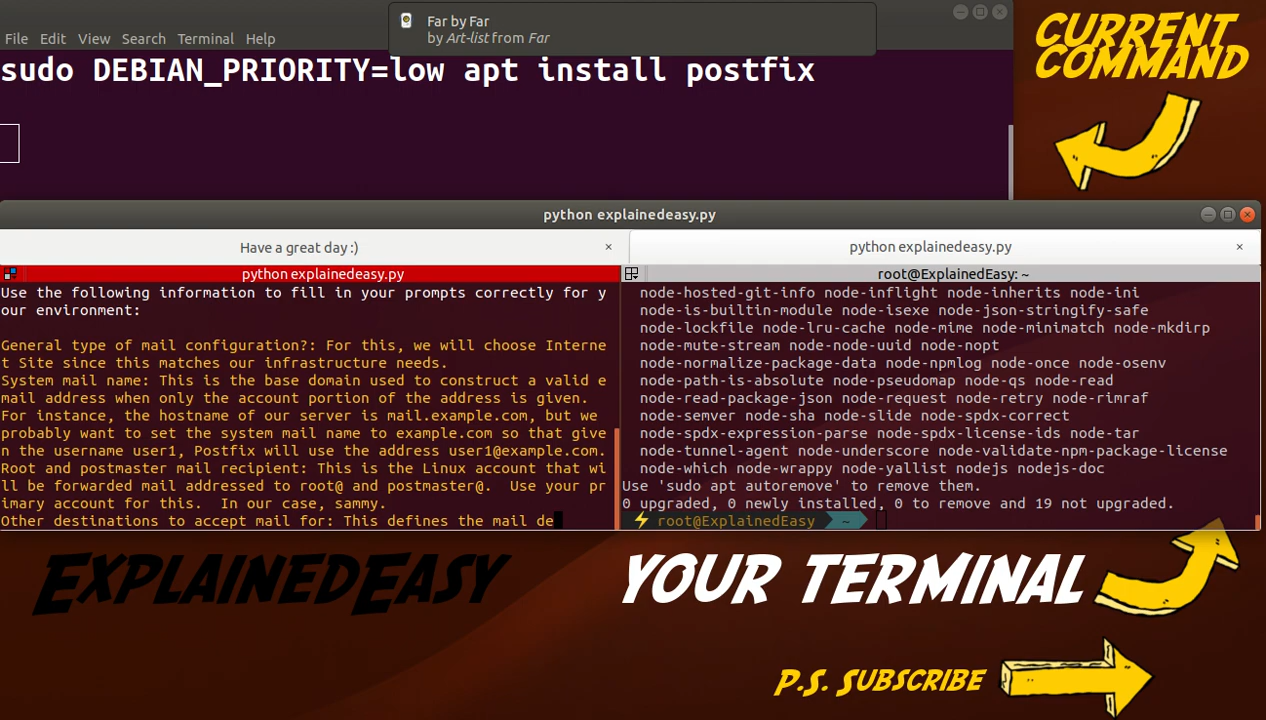 Far by Far
by Art-list from Far
File Edit View Search Terminal Help
sudo DEBIAN_PRIORITY=low apt install postfix
CURRENT
COMMAND
python explainedeasy.py
Have a great day :) ×
python explainedeasy.py ×
python explainedeasy.py
Use the following information to fill in your prompts correctly for y
our environment:
General type of mail configuration?: For this, we will choose Interne
t Site since this matches our infrastructure needs.
System mail name: This is the base domain used to construct a valid e
mail address when only the account portion of the address is given.
For instance, the hostname of our server is mail.example.com, but we
probably want to set the system mail name to example.com so that give
n the username user1, Postfix will use the address user1@example.com.
Root and postmaster mail recipient: This is the Linux account that wi
ll be forwarded mail addressed to root@ and postmaster@.  Use your pr
imary account for this.  In our case, sammy.
Other destinations to accept mail for: This defines the mail de
root@ExplainedEasy: ~
node-hosted-git-info node-inflight node-inherits node-ini
node-is-builtin-module node-isexe node-json-stringify-safe
node-lockfile node-lru-cache node-mime node-minimatch node-mkdirp
node-mute-stream node-node-uuid node-nopt
node-normalize-package-data node-npmlog node-once node-osenv
node-path-is-absolute node-pseudomap node-qs node-read
node-read-package-json node-request node-retry node-rimraf
node-semver node-sha node-slide node-spdx-correct
node-spdx-expression-parse node-spdx-license-ids node-tar
node-tunnel-agent node-underscore node-validate-npm-package-license
node-which node-wrappy node-yallist nodejs nodejs-doc
Use 'sudo apt autoremove' to remove them.
0 upgraded, 0 newly installed, 0 to remove and 19 not upgraded.
⚡ root@ExplainedEasy ~
EXPLAINEDEASY
YOUR TERMINAL
P.S. SUBSCRIBE